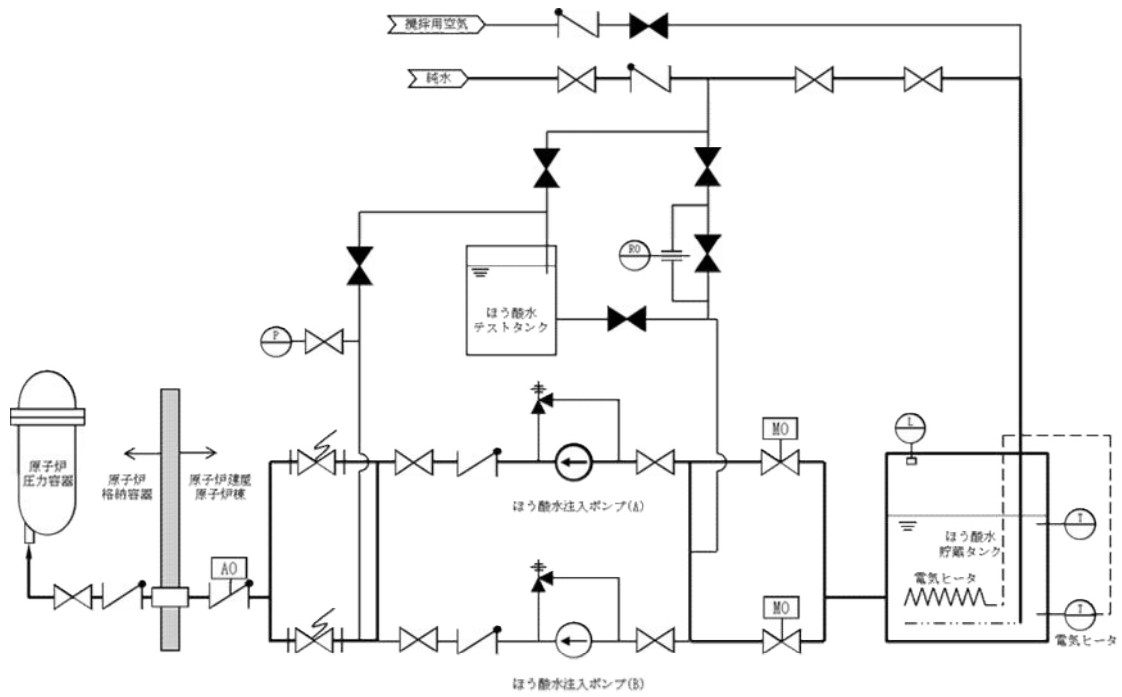 攪拌用空気
純水
RO
ほう酸水
テストタンク
P
原子炉
圧力容器
原子炉
格納容器
原子炉建屋
原子炉棟
MO
L
ほう酸水注入ポンプ(A)
ほう酸水
貯蔵タンク
T
AO
電気ヒータ
MO
T
電気ヒータ
ほう酸水注入ポンプ(B)